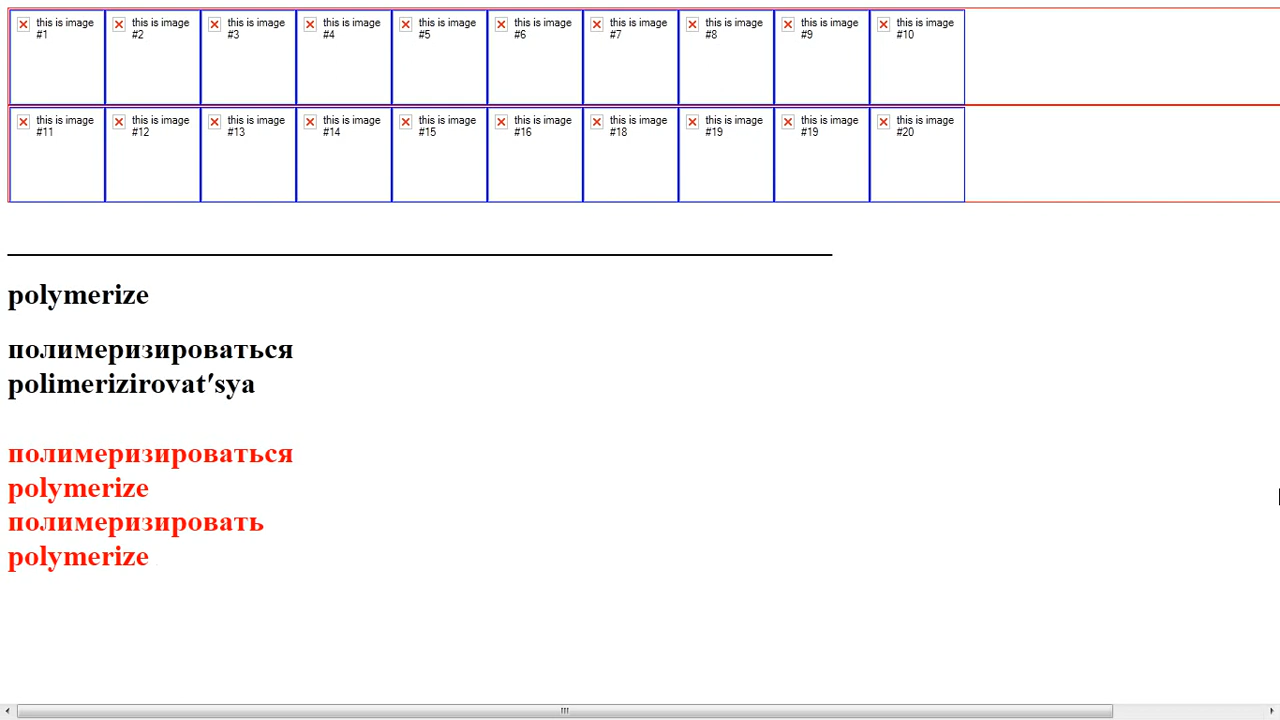 this is image this is image this is image this is image this is image this is image this is image this is image this is image this is image
#1 #2 #3 #4 #5 #6 #7 #8 #9 #10
this is image this is image this is image this is image this is image this is image this is image this is image this is image this is image
#11 #12 #13 #14 #15 #16 #18 #19 #19 #20
polymerize
полимеризироваться
polimerizirovat′sya
полимеризироваться
polymerize
полимеризировать
polymerize